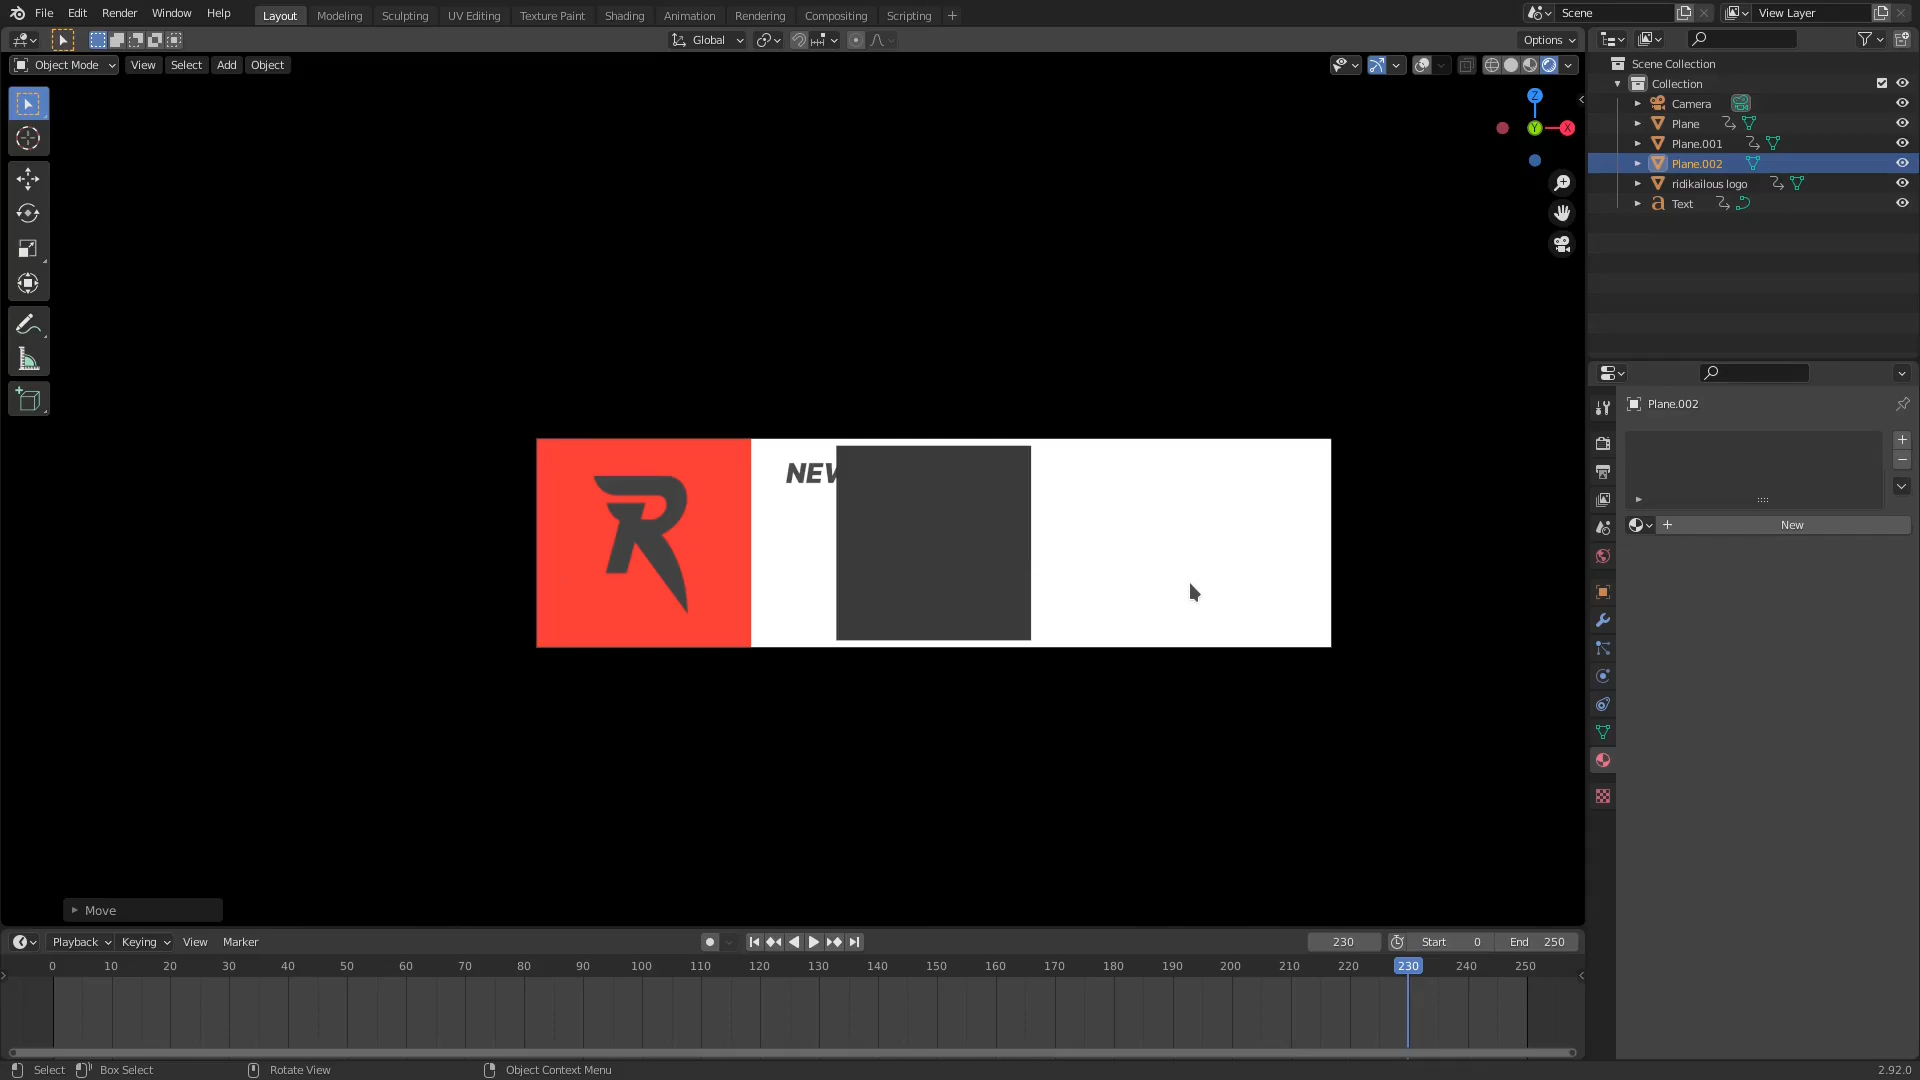 File Edit Render Window Help Layout Modeling Sculpting UV Editing Texture Paint Shading Animation Rendering Compositing Scripting + Scene View Layer
Global Options
Object Mode View Select Add Object
Z
Y X
NEW
Move
Scene Collection
Collection
Camera
Plane
Plane.001
Plane.002
ridikailous logo
Text
Plane.002
New
Playback Keying View Marker 230 Start 0 End 250
0 10 20 30 40 50 60 70 80 90 100 110 120 130 140 150 160 170 180 190 200 210 220 230 240 250
Select Box Select Rotate View Object Context Menu 2.92.0